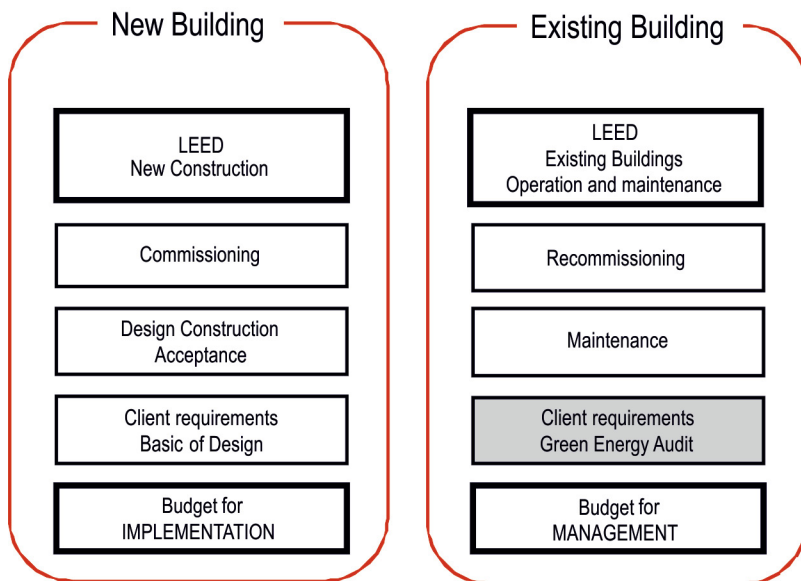 New Building
LEED
New Construction
Commissioning
Design Construction
Acceptance
Client requirements
Basic of Design
Budget for
IMPLEMENTATION
Existing Building
LEED
Existing Buildings
Operation and maintenance
Recommissioning
Maintenance
Client requirements
Green Energy Audit
Budget for
MANAGEMENT